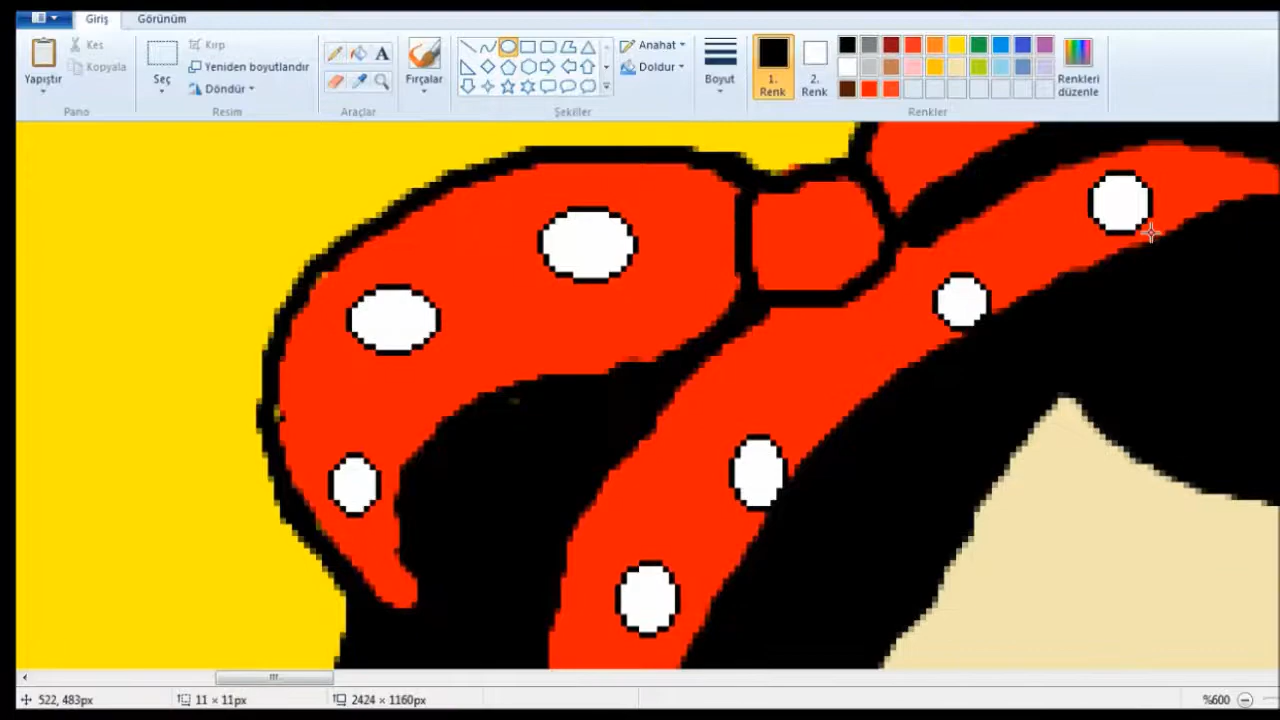 Giriş Görünüm
Yapıştır
Kes
Kopyala
Pano
Seç
Kırp
Yeniden boyutlandır
Döndür
Resim
A
Araçlar
Fırçalar
Şekiller
Anahat
Doldur
Boyut
1.
Renk
2.
Renk
Renkleri
düzenle
Renkler
522, 483px 11 × 11px 2424 × 1160px %600